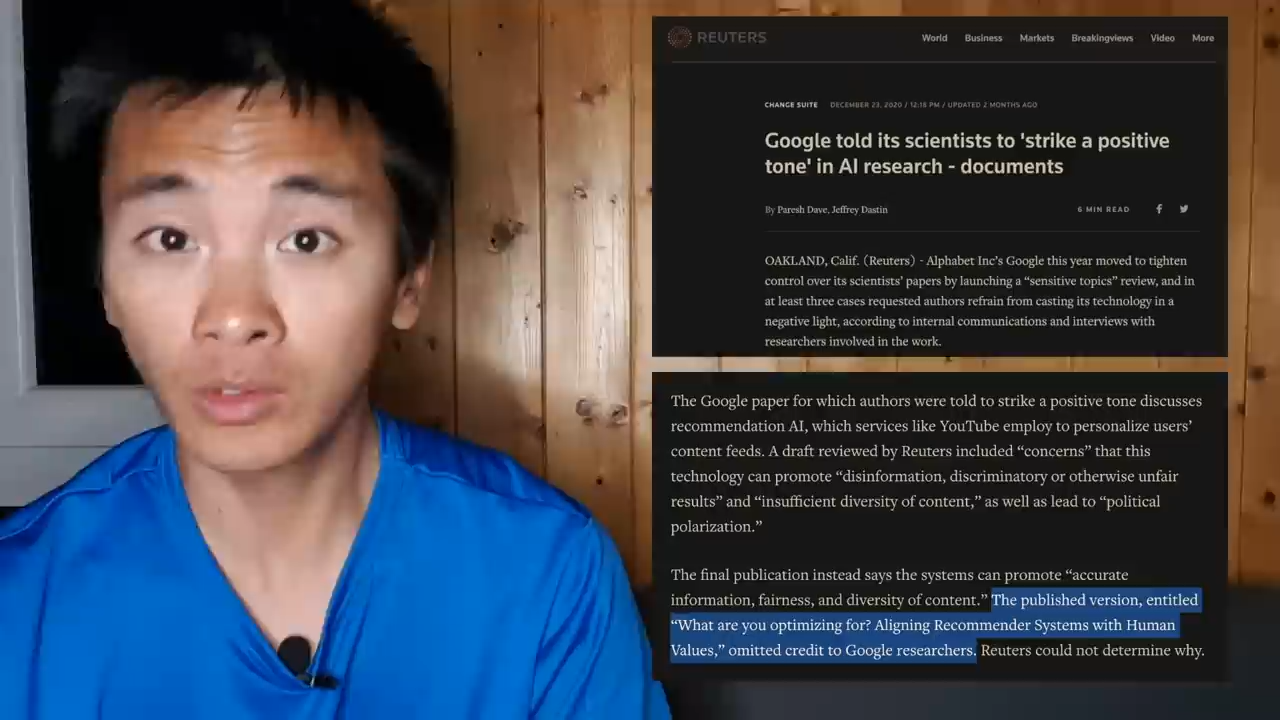 REUTERS
World Business Markets Breakingviews Video More
CHANGE SUITE DECEMBER 23, 2020 / 12:18 PM / UPDATED 2 MONTHS AGO
Google told its scientists to 'strike a positive
tone' in AI research - documents
By Paresh Dave, Jeffrey Dastin
6 MIN READ
OAKLAND, Calif. (Reuters) - Alphabet Inc’s Google this year moved to tighten
control over its scientists’ papers by launching a “sensitive topics” review, and in
at least three cases requested authors refrain from casting its technology in a
negative light, according to internal communications and interviews with
researchers involved in the work.
The Google paper for which authors were told to strike a positive tone discusses
recommendation AI, which services like YouTube employ to personalize users’
content feeds. A draft reviewed by Reuters included “concerns” that this
technology can promote “disinformation, discriminatory or otherwise unfair
results” and “insufficient diversity of content,” as well as lead to “political
polarization.”
The final publication instead says the systems can promote “accurate
information, fairness, and diversity of content.” The published version, entitled
“What are you optimizing for? Aligning Recommender Systems with Human
Values,” omitted credit to Google researchers. Reuters could not determine why.